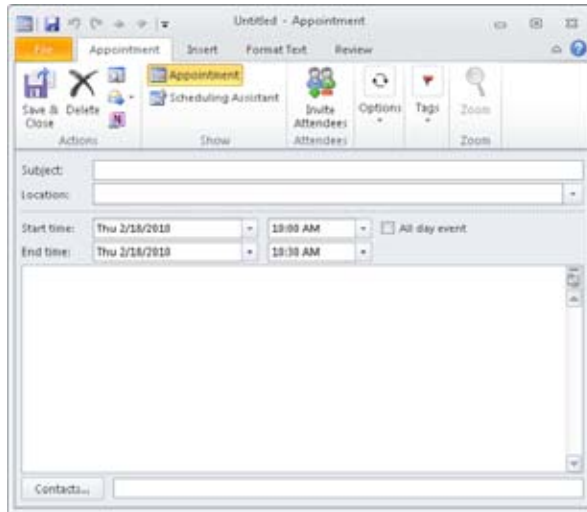 Untitled - Appointment
File Appointment Insert Format Text Review
Save & Close
Delete
Appointment
Scheduling Assistant
Invite Attendees
Options
Tags
Zoom
Actions Show Attendees Zoom
Subject:
Location:
Start time: Thu 2/18/2010 10:00 AM All day event
End time: Thu 2/18/2010 10:30 AM
Contacts...